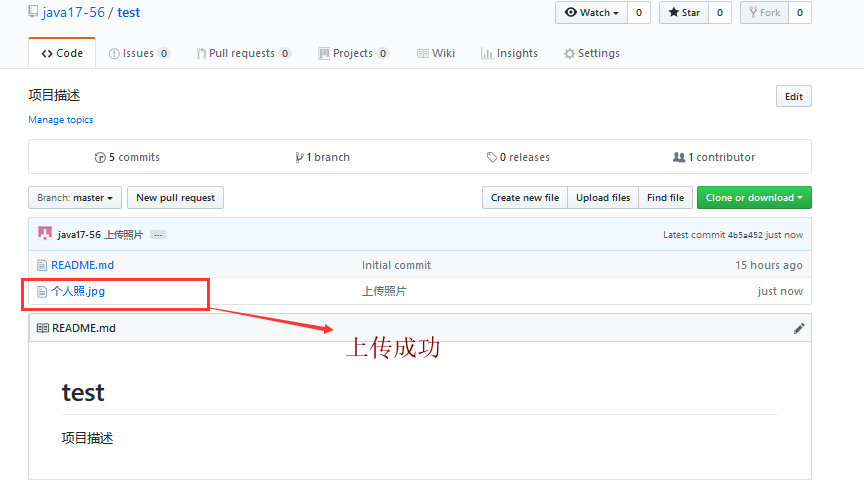 java17-56 / test
Watch 0 Star 0 Fork 0
Code Issues 0 Pull requests 0 Projects 0 Wiki Insights Settings
项目描述
Edit
Manage topics
5 commits 1 branch 0 releases 1 contributor
Branch: master New pull request Create new file Upload files Find file Clone or download
java17-56 上传照片 ... Latest commit 4b5a452 just now
README.md Initial commit 15 hours ago
个人照.jpg 上传照片 just now
README.md
上传成功
test
项目描述